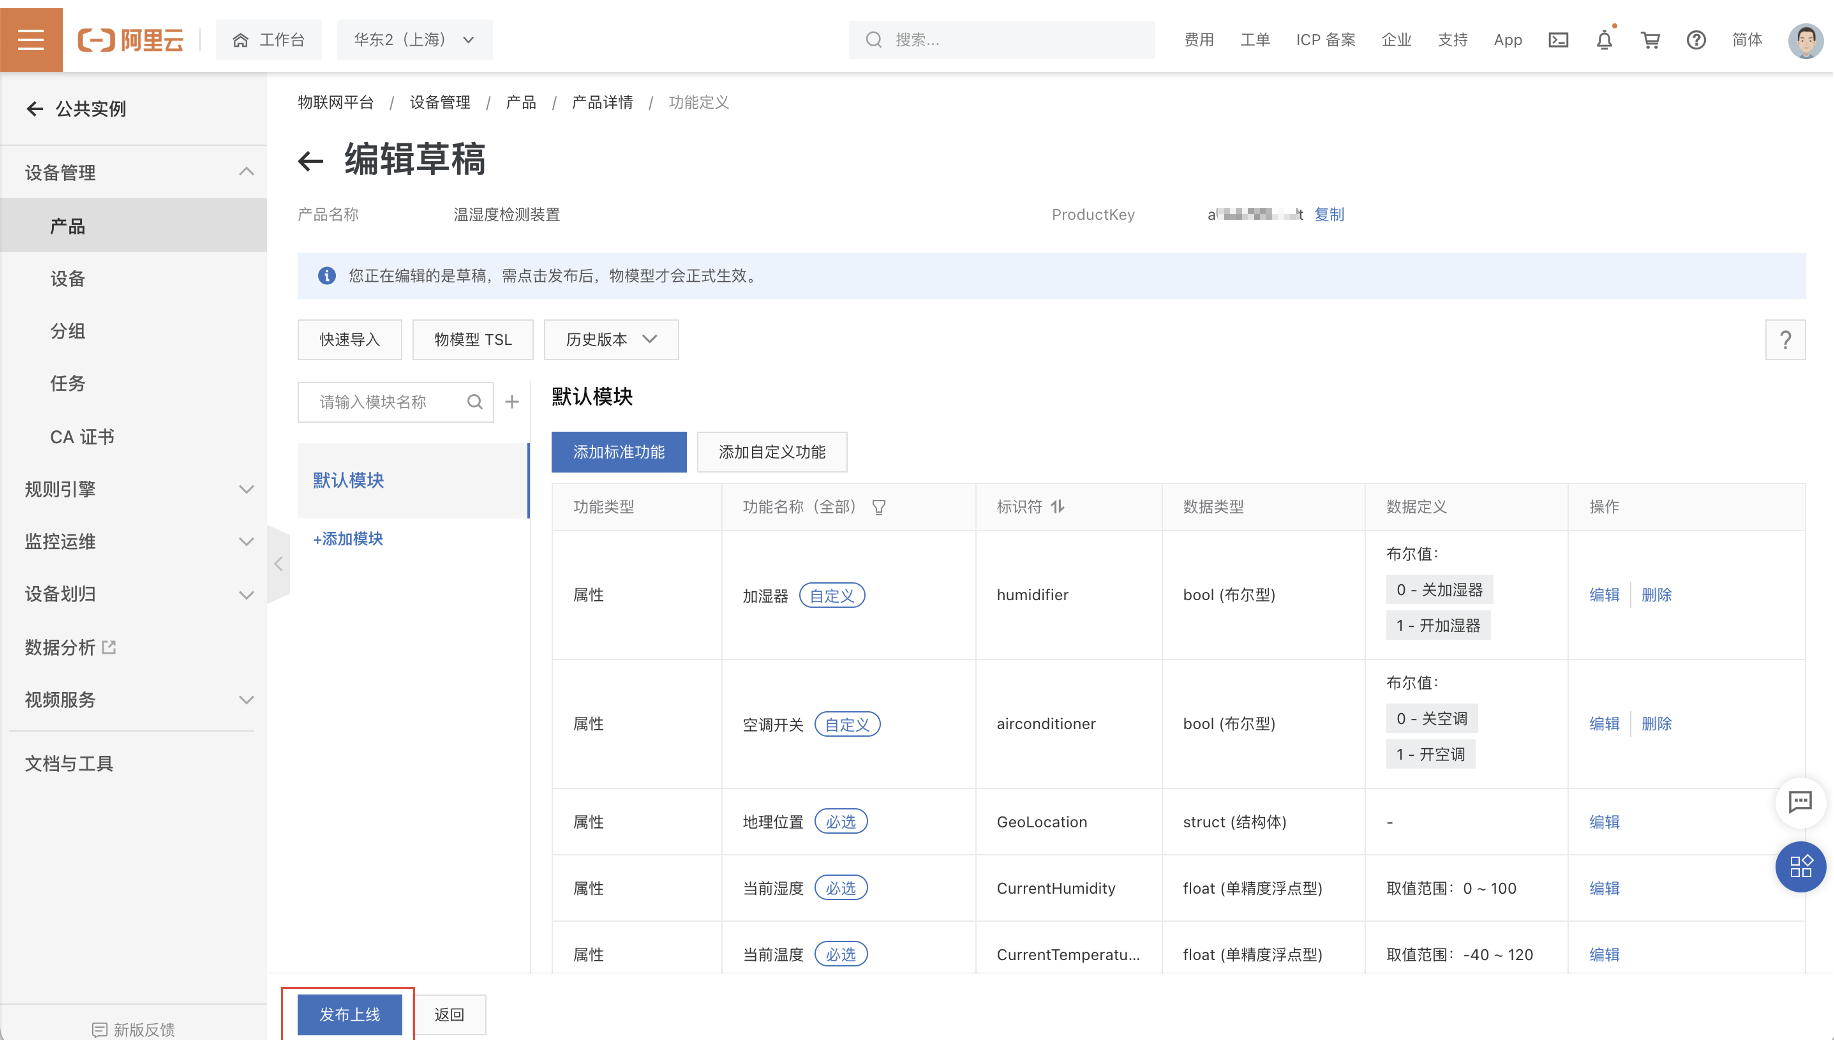 阿里云
工作台
华东2（上海）
搜索...
费用
工单
ICP 备案
企业
支持
App
简体
公共实例
设备管理
产品
设备
分组
任务
CA 证书
规则引擎
监控运维
设备划归
数据分析
视频服务
文档与工具
新版反馈
物联网平台 / 设备管理 / 产品 / 产品详情 / 功能定义
编辑草稿
产品名称 温湿度检测装置 ProductKey 复制
您正在编辑的是草稿，需点击发布后，物模型才会正式生效。
快速导入 物模型 TSL 历史版本 ?
请输入模块名称 +
默认模块
+添加模块
默认模块
添加标准功能 添加自定义功能
功能类型 功能名称（全部） 标识符 数据类型 数据定义 操作
属性 加湿器 自定义 humidifier bool (布尔型) 布尔值：
0 - 关加湿器
1 - 开加湿器
编辑 删除
属性 空调开关 自定义 airconditioner bool (布尔型) 布尔值：
0 - 关空调
1 - 开空调
编辑 删除
属性 地理位置 必选 GeoLocation struct (结构体) - 编辑
属性 当前湿度 必选 CurrentHumidity float (单精度浮点型) 取值范围：0 ~ 100 编辑
属性 当前温度 必选 CurrentTemperatu... float (单精度浮点型) 取值范围：-40 ~ 120 编辑
发布上线 返回